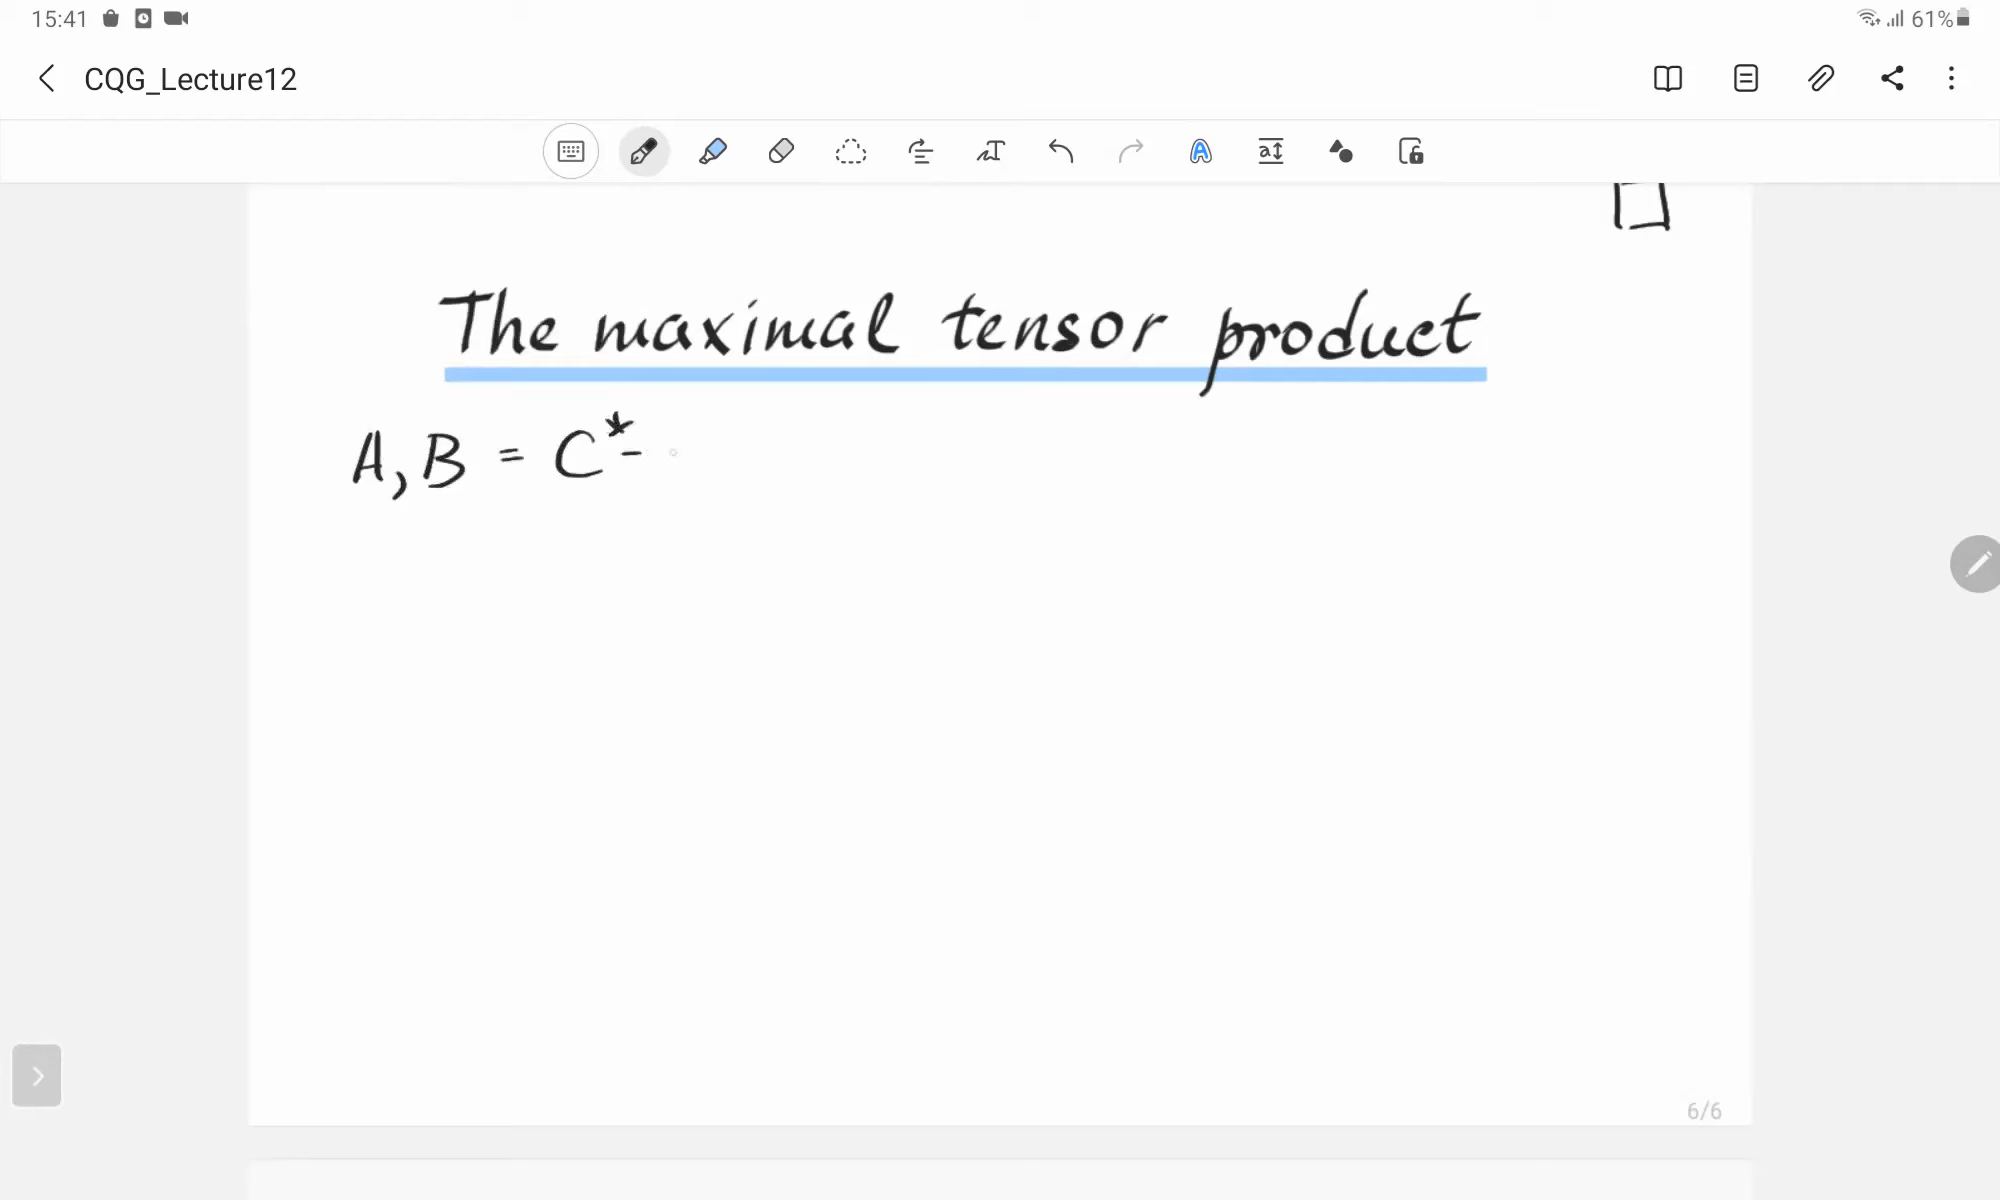 15:41
61%
CQG_Lecture12
The maximal tensor product
A, B = C*-
6/6